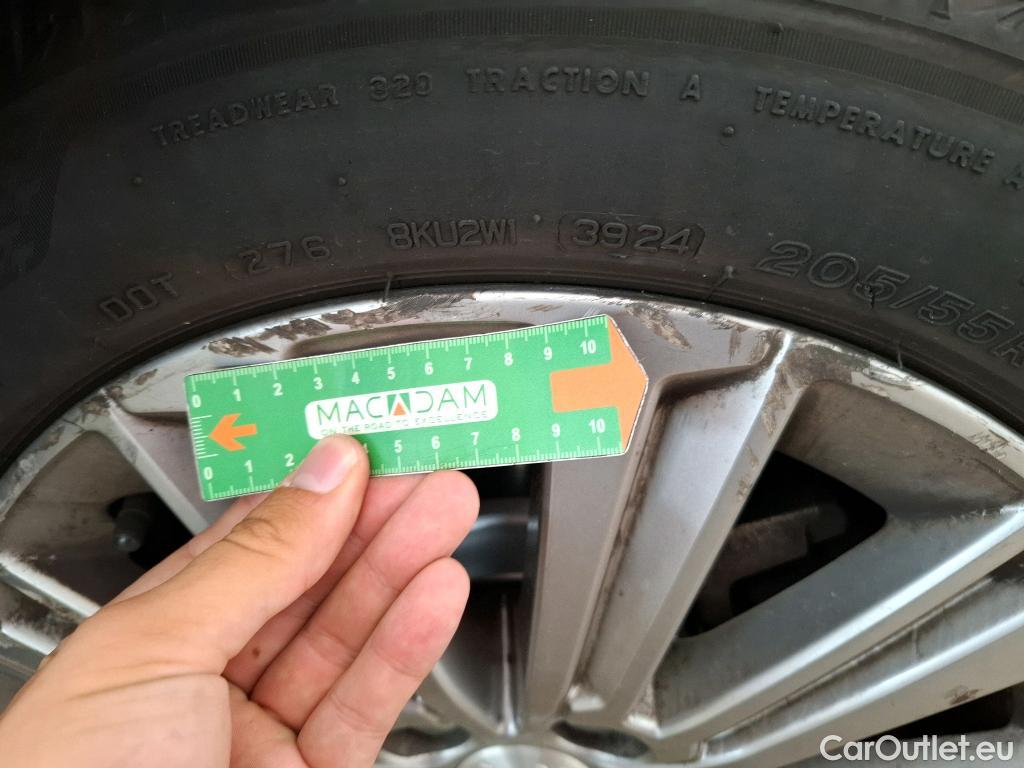 TREADWEAR 320 TRACTION A TEMPERATURE A
DOT 276 8KU2W1 3924 205/55R
0 1 2 3 4 5 6 7 8 9 10
MACADAM
ON THE ROAD TO EXCELLENCE
0 1 2 4 5 6 7 8 9 10
CarOutlet.eu